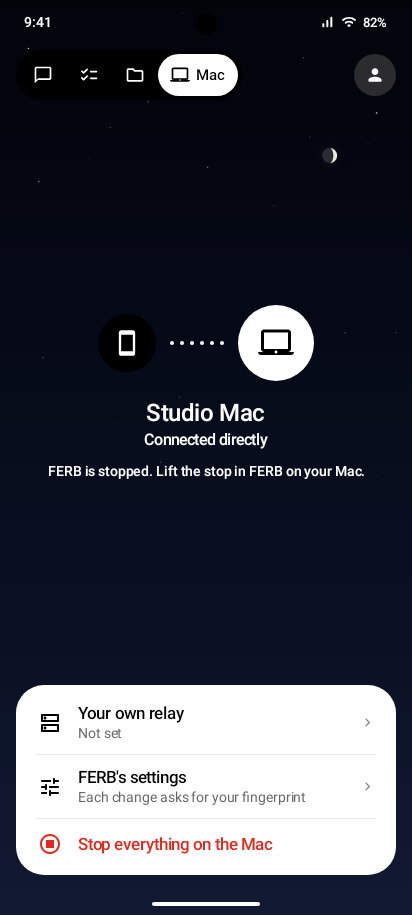 9:41
82%
Mac
Studio Mac
Connected directly
FERB is stopped. Lift the stop in FERB on your Mac.
Your own relay
Not set
FERB's settings
Each change asks for your fingerprint
Stop everything on the Mac